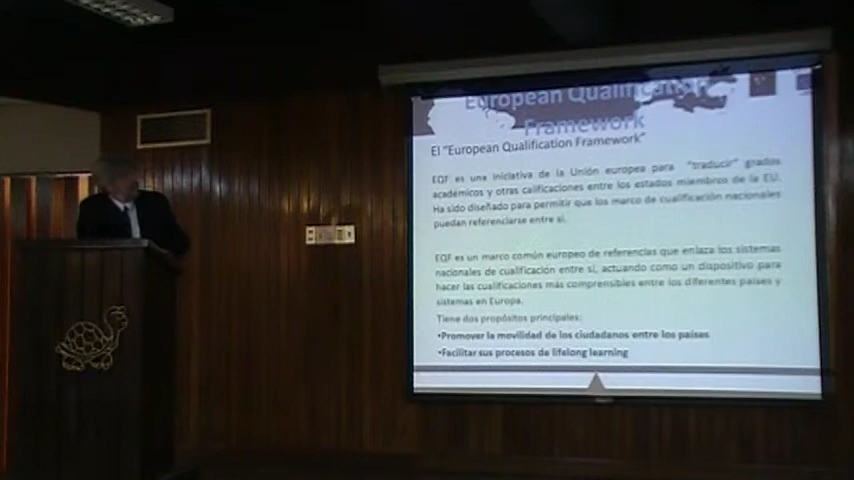 European Qualification
Framework
El "European Qualification Framework"
EQF es una iniciativa de la Unión europea para "traducir" grados
académicos y otras calificaciones entre los estados miembros de la EU.
Ha sido diseñado para permitir que los marco de cualificación nacionales
puedan referenciarse entre si.
EQF es un marco común europeo de referencias que enlaza los sistemas
nacionales de cualificación entre sí, actuando como un dispositivo para
hacer las cualificaciones más comprensibles entre los diferentes países y
sistemas en Europa.
Tiene dos propósitos principales:
•Promover la movilidad de los ciudadanos entre los países
•Facilitar sus procesos de lifelong learning